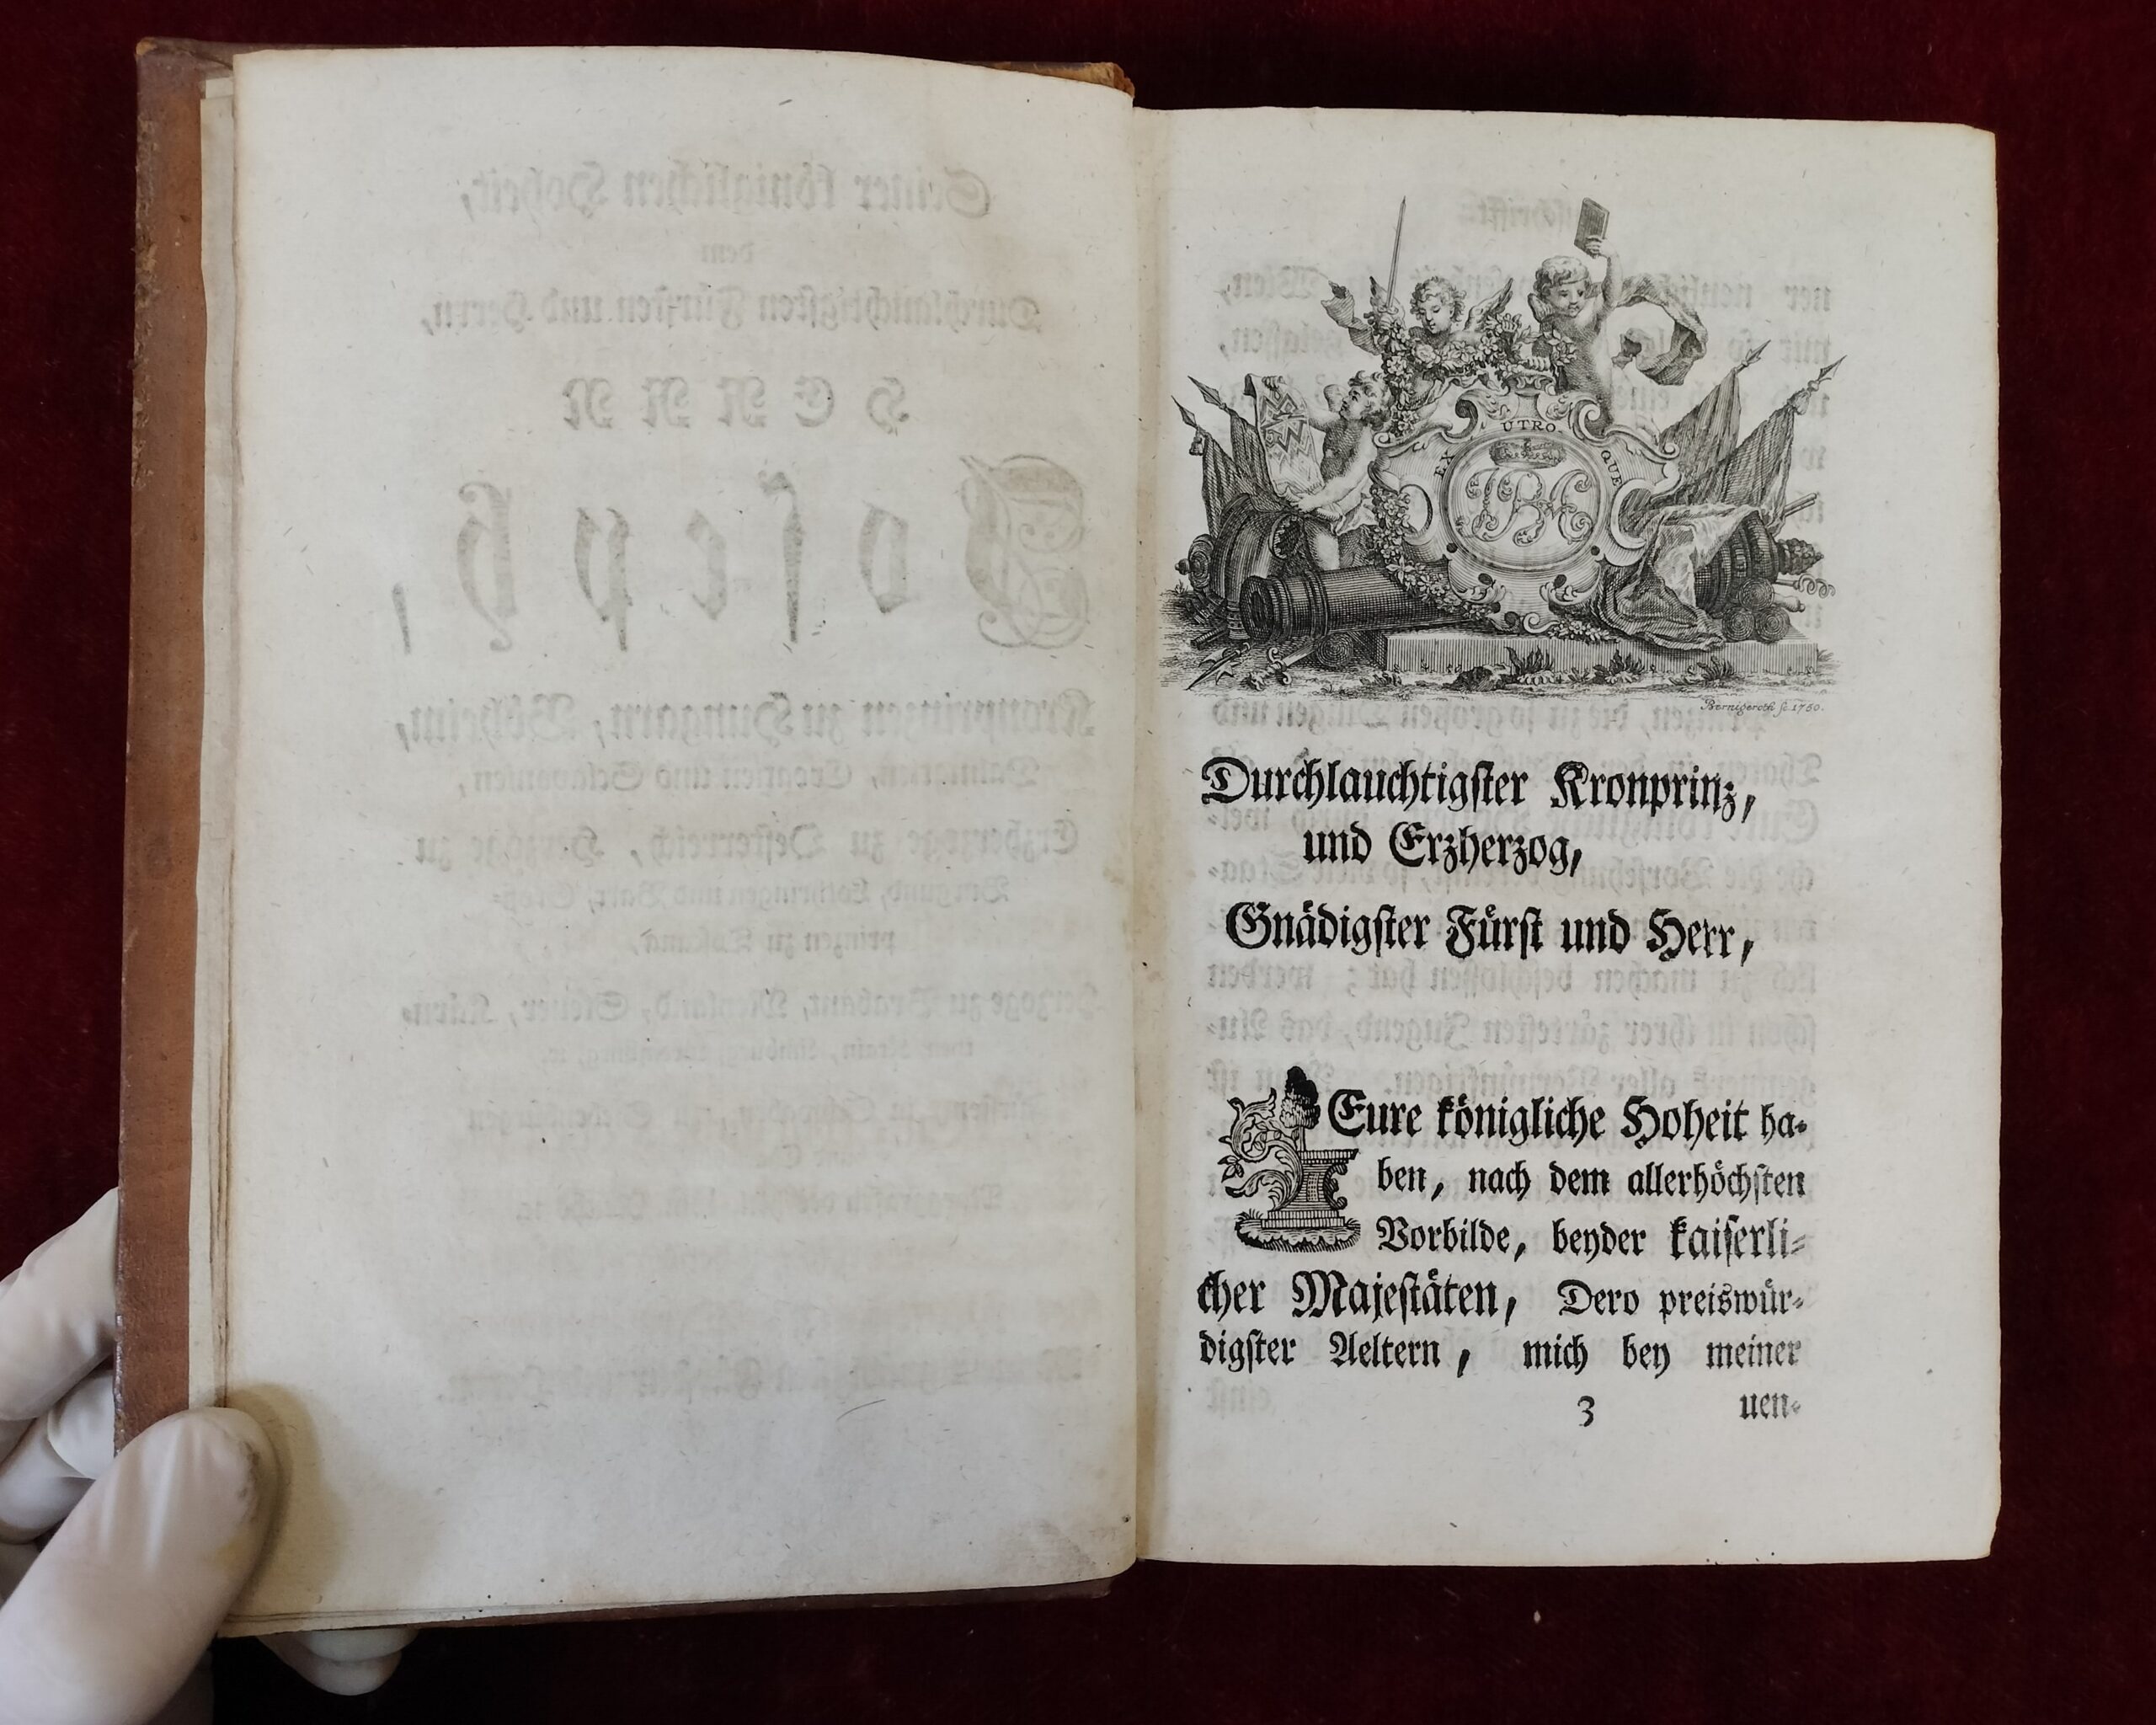 EX UTRO. QUE
Bernigeroth sc. 1750.
Durchlauchtigster Kronprinz,
und Erzherzog,
Gnädigster Fürst und Herr,
Eure königliche Hoheit ha-
ben, nach dem allerhöchsten
Vorbilde, beyder kaiserli-
cher Majestäten, Dero preiswür-
digster Aeltern, mich bey meiner
3 uen-